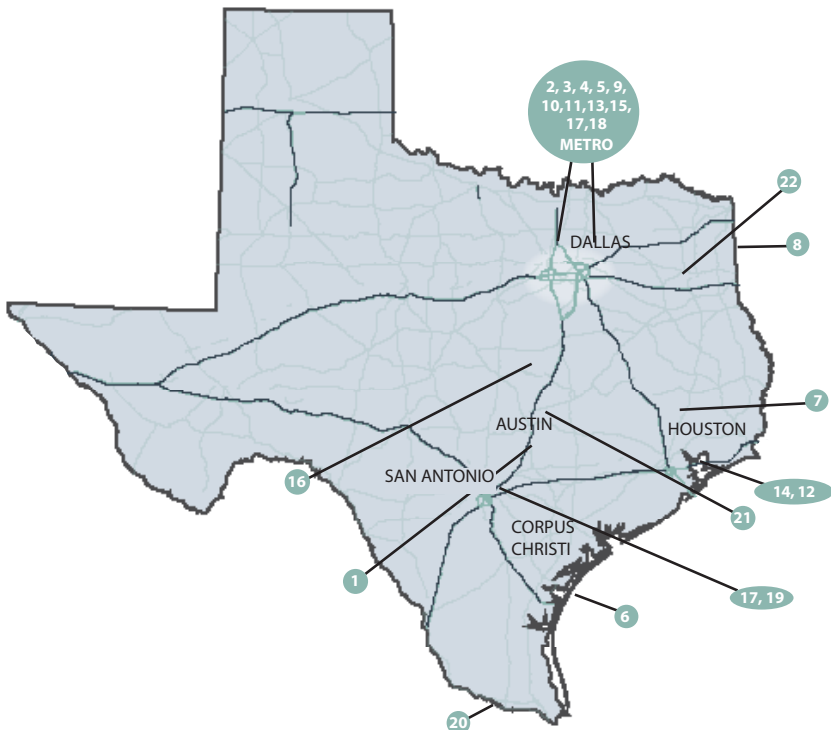 2, 3, 4, 5, 9,
10,11,13,15,
17,18
METRO
22
DALLAS
8
7
AUSTIN
HOUSTON
SAN ANTONIO
16
14, 12
21
CORPUS
CHRISTI
1
17, 19
6
20